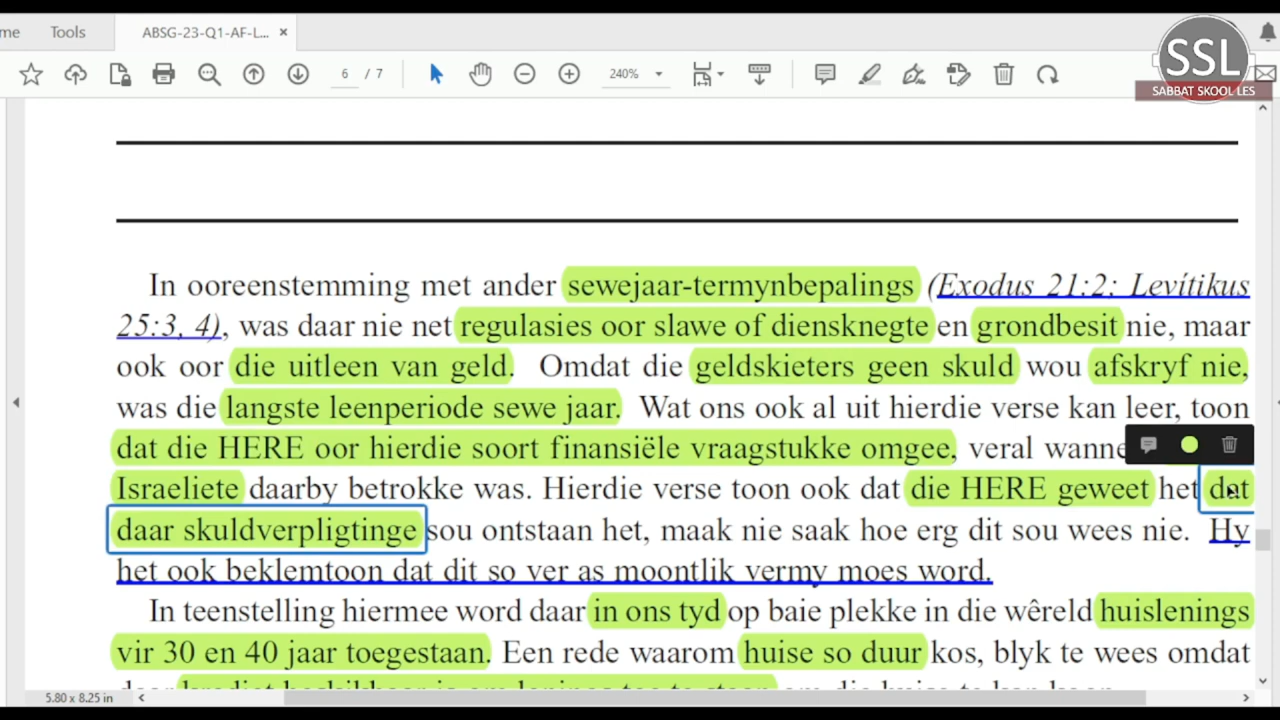 me Tools ABSG-23-Q1-AF-L... ×
SSL
SABBAT SKOOL LES
6 / 7 240%
In ooreenstemming met ander sewejaar-termynbepalings (Exodus 21:2; Levítikus
25:3, 4), was daar nie net regulasies oor slawe of diensknegte en grondbesit nie, maar
ook oor die uitleen van geld. Omdat die geldskieters geen skuld wou afskryf nie,
was die langste leenperiode sewe jaar. Wat ons ook al uit hierdie verse kan leer, toon
dat die HERE oor hierdie soort finansiële vraagstukke omgee, veral wanne
Israeliete daarby betrokke was. Hierdie verse toon ook dat die HERE geweet het dat
daar skuldverpligtinge sou ontstaan het, maak nie saak hoe erg dit sou wees nie. Hy
het ook beklemtoon dat dit so ver as moontlik vermy moes word.
In teenstelling hiermee word daar in ons tyd op baie plekke in die wêreld huislenings
vir 30 en 40 jaar toegestaan. Een rede waarom huise so duur kos, blyk te wees omdat
5.80 x 8.25 in